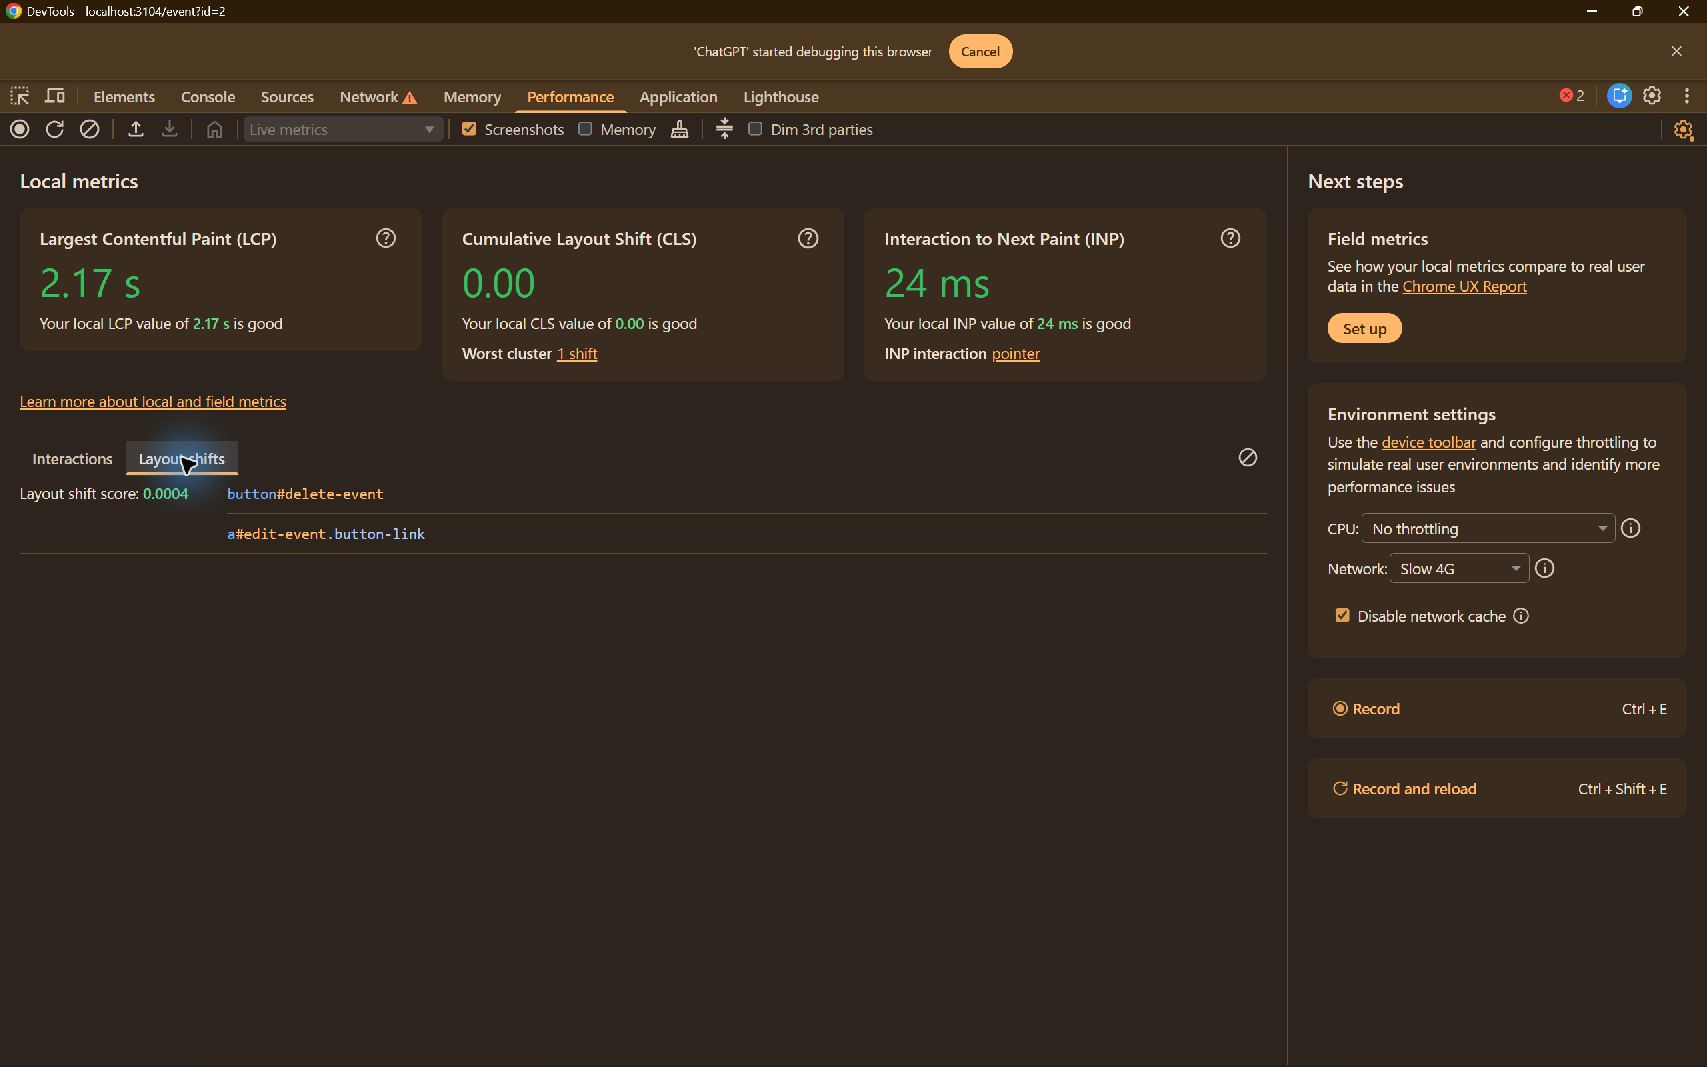 DevTools localhost:3104/event?id=2
'ChatGPT' started debugging this browser Cancel
Elements Console Sources Network Memory Performance Application Lighthouse 2
Live metrics Screenshots Memory Dim 3rd parties
Local metrics
Largest Contentful Paint (LCP)
2.17 s
Your local LCP value of 2.17 s is good
Cumulative Layout Shift (CLS)
0.00
Your local CLS value of 0.00 is good
Worst cluster 1 shift
Interaction to Next Paint (INP)
24 ms
Your local INP value of 24 ms is good
INP interaction pointer
Learn more about local and field metrics
Interactions Layout shifts
Layout shift score: 0.0004 button#delete-event
a#edit-event.button-link
Next steps
Field metrics
See how your local metrics compare to real user
data in the Chrome UX Report
Set up
Environment settings
Use the device toolbar and configure throttling to
simulate real user environments and identify more
performance issues
CPU: No throttling
Network: Slow 4G
Disable network cache
Record Ctrl + E
Record and reload Ctrl + Shift + E